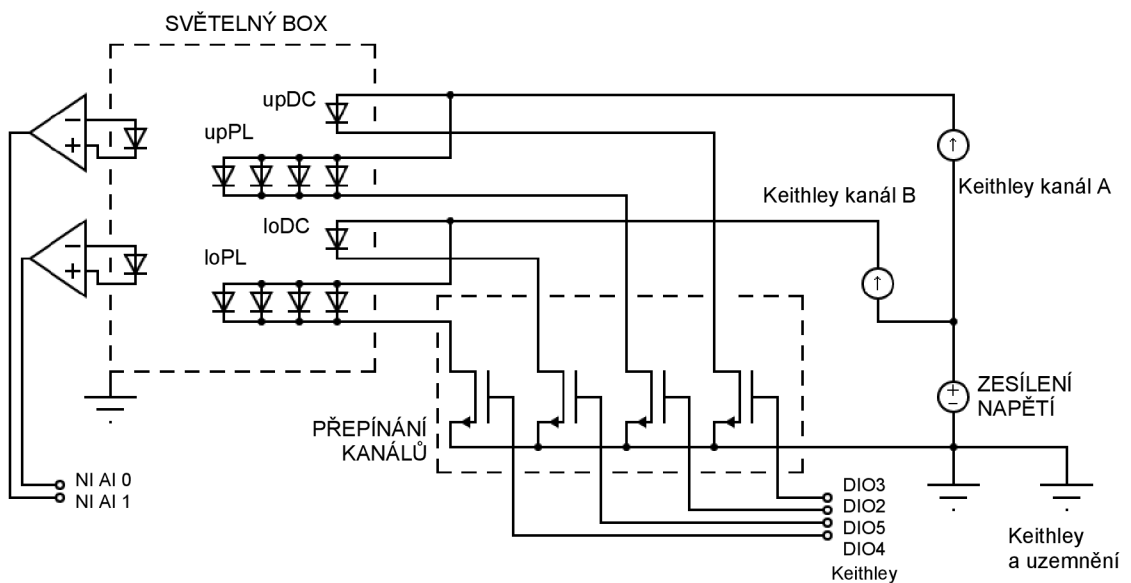 SVĚTELNÝ BOX
upDC
upPL
Keithley kanál B
Keithley kanál A
loDC
loPL
ZESÍLENÍ
NAPĚTÍ
PŘEPÍNÁNÍ
KANÁLŮ
NI AI 0
NI AI 1
DIO3
DIO2
DIO5
DIO4
Keithley
Keithley
a uzemnění